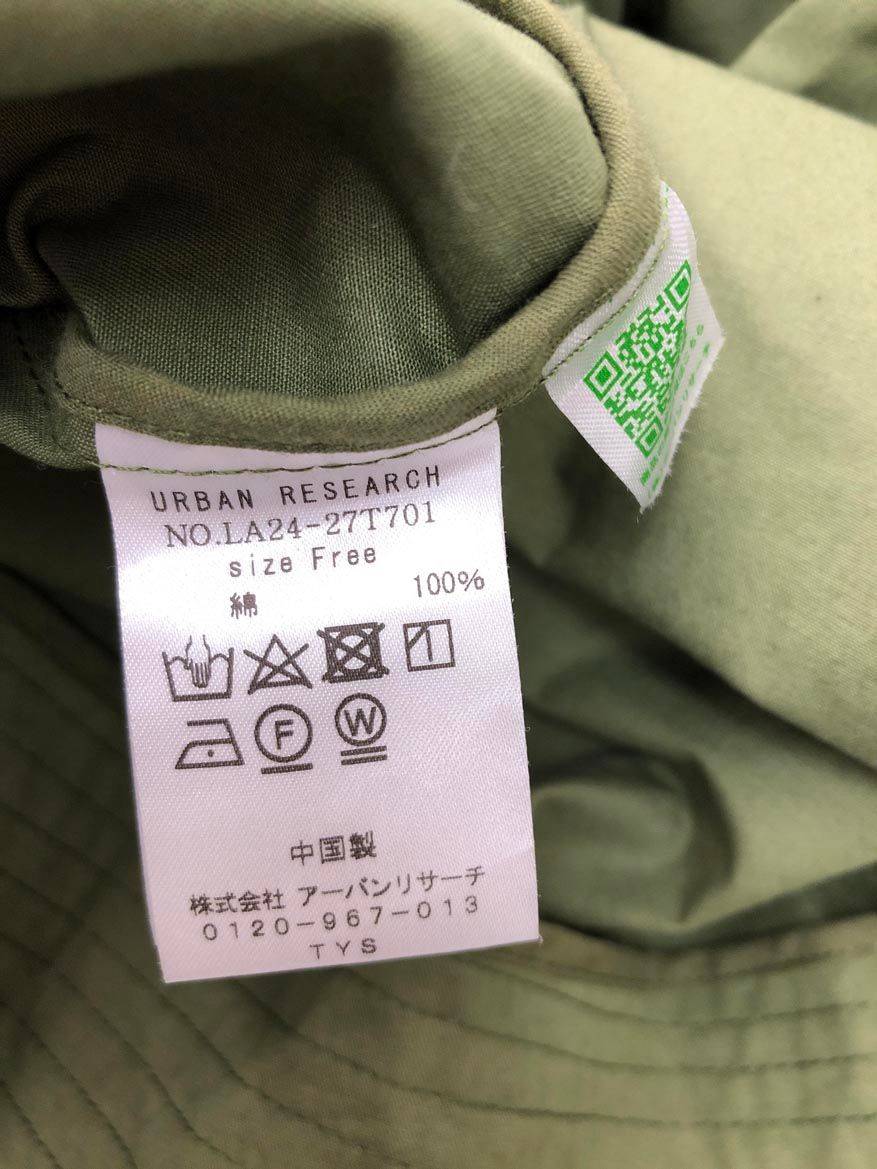 URBAN RESEARCH
NO.LA24-27T701
size Free
綿 100%
F
W
中国製
株式会社 アーバンリサーチ
0120-967-013
TYS